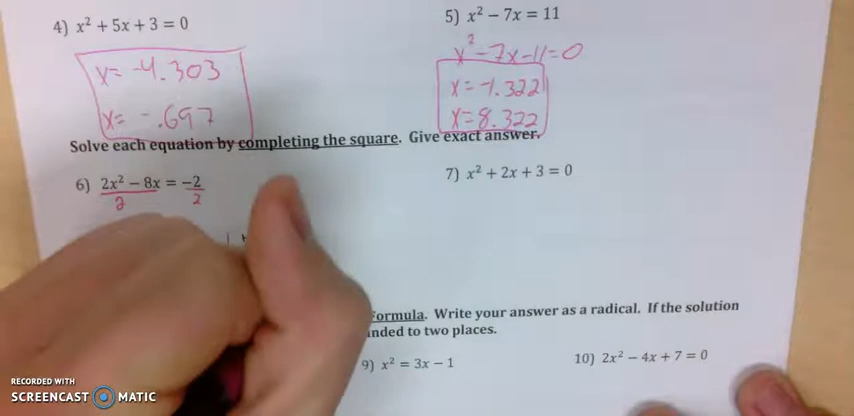 4) x² + 5x + 3 = 0
x = -4.303
x = -.697
5) x² − 7x = 11
x² - 7x - 11 = 0
x = -1.322
x = 8.322
Solve each equation by completing the square. Give exact answer.
6) 2x² − 8x = −2
2 2
7) x² + 2x + 3 = 0
Formula. Write your answer as a radical. If the solution
two places.
9) x² = 3x − 1
10) 2x² − 4x + 7 = 0
RECORDED WITH
SCREENCAST MATIC